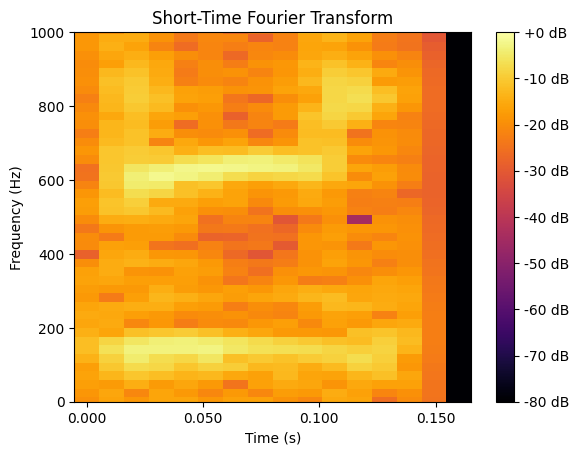 Short-Time Fourier Transform
1000
800
600
400
200
0
Frequency (Hz)
0.000
0.050
0.100
0.150
Time (s)
+0 dB
-10 dB
-20 dB
-30 dB
-40 dB
-50 dB
-60 dB
-70 dB
-80 dB